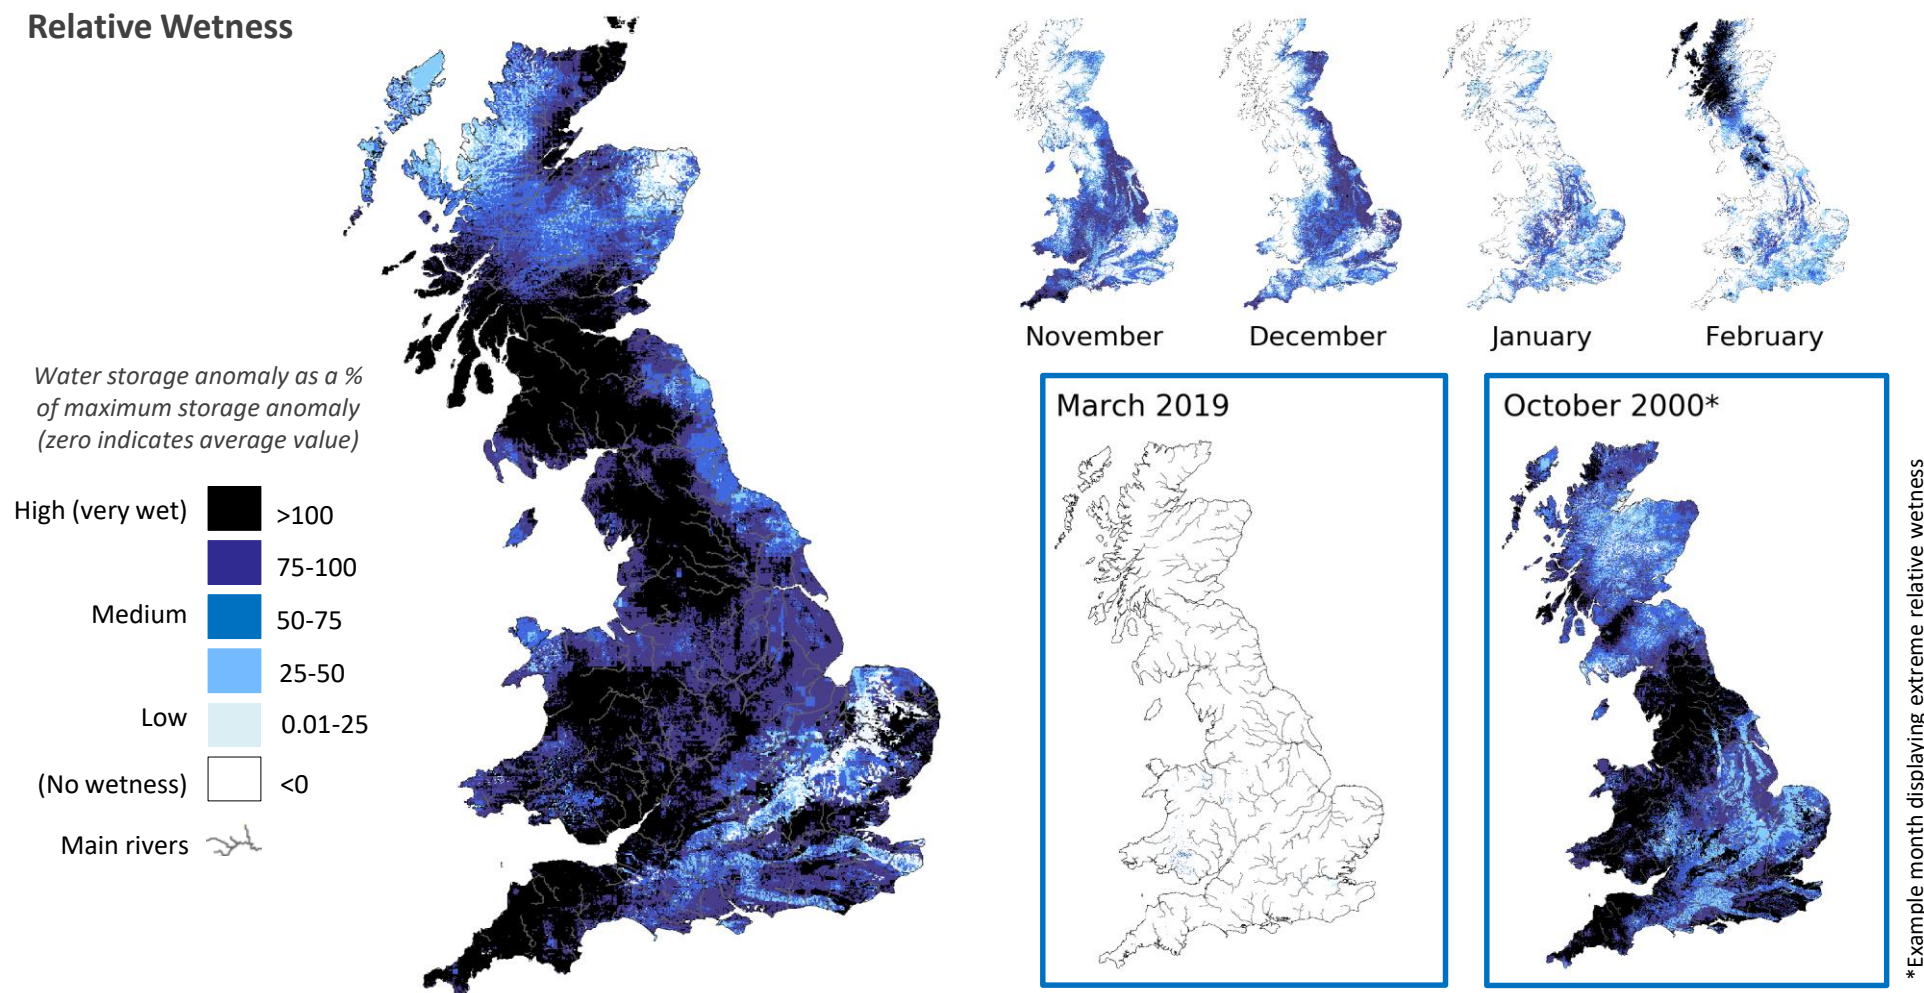 Relative Wetness
Water storage anomaly as a %
of maximum storage anomaly
(zero indicates average value)
High (very wet) >100
75-100
Medium 50-75
25-50
Low 0.01-25
(No wetness) <0
Main rivers
November December January February
March 2019
October 2000*
*Example month displaying extreme relative wetness